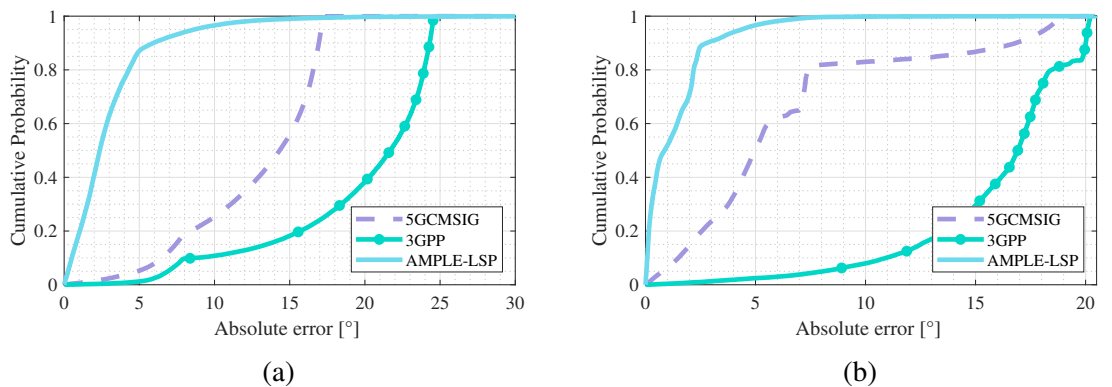 1
0.8
0.6
0.4
0.2
0
Cumulative Probability
0 5 10 15 20 25 30
Absolute error [°]
5GCMSIG
3GPP
AMPLE-LSP
(a)
1
0.8
0.6
0.4
0.2
0
Cumulative Probability
0 5 10 15 20
Absolute error [°]
5GCMSIG
3GPP
AMPLE-LSP
(b)